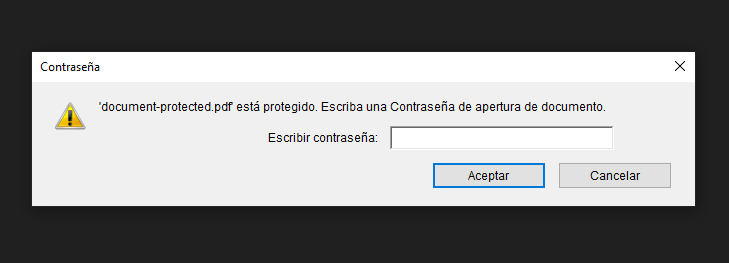 Contraseña
'document-protected.pdf' está protegido. Escriba una Contraseña de apertura de documento.
Escribir contraseña:
Aceptar
Cancelar